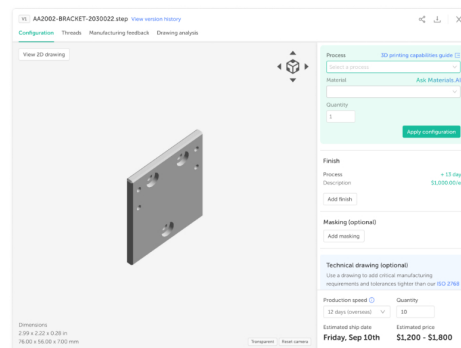 V1 AA2002-BRACKET-2030022.step View version history
Configuration Threads Manufacturing feedback Drawing analysis
View 2D drawing
Process 3D printing capabilities guide
Select a process
Material Ask Materials.AI
Quantity
1
Apply configuration
Finish
Process + 13 day
Description $1,000.00/e
Add finish
Masking (optional)
Add masking
Technical drawing (optional)
Use a drawing to add critical manufacturing
requirements and tolerances tighter than our ISO 2768
Production speed Quantity
12 days (overseas) 10
Estimated ship date Estimated price
Friday, Sep 10th $1,200 - $1,800
Dimensions
2.99 x 2.22 x 0.28 in
76.00 x 56.00 x 7.00 mm
Transparent Reset camera